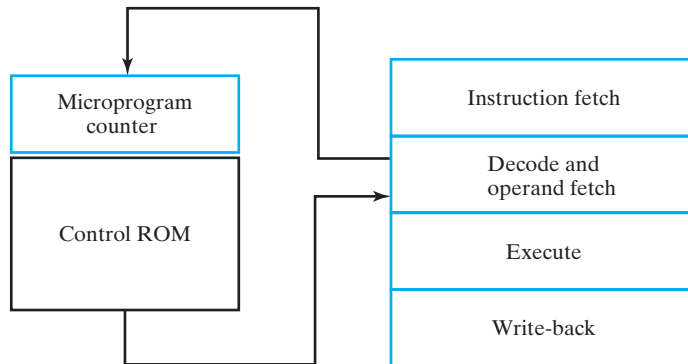 Microprogram
counter
Control ROM
Instruction fetch
Decode and
operand fetch
Execute
Write-back